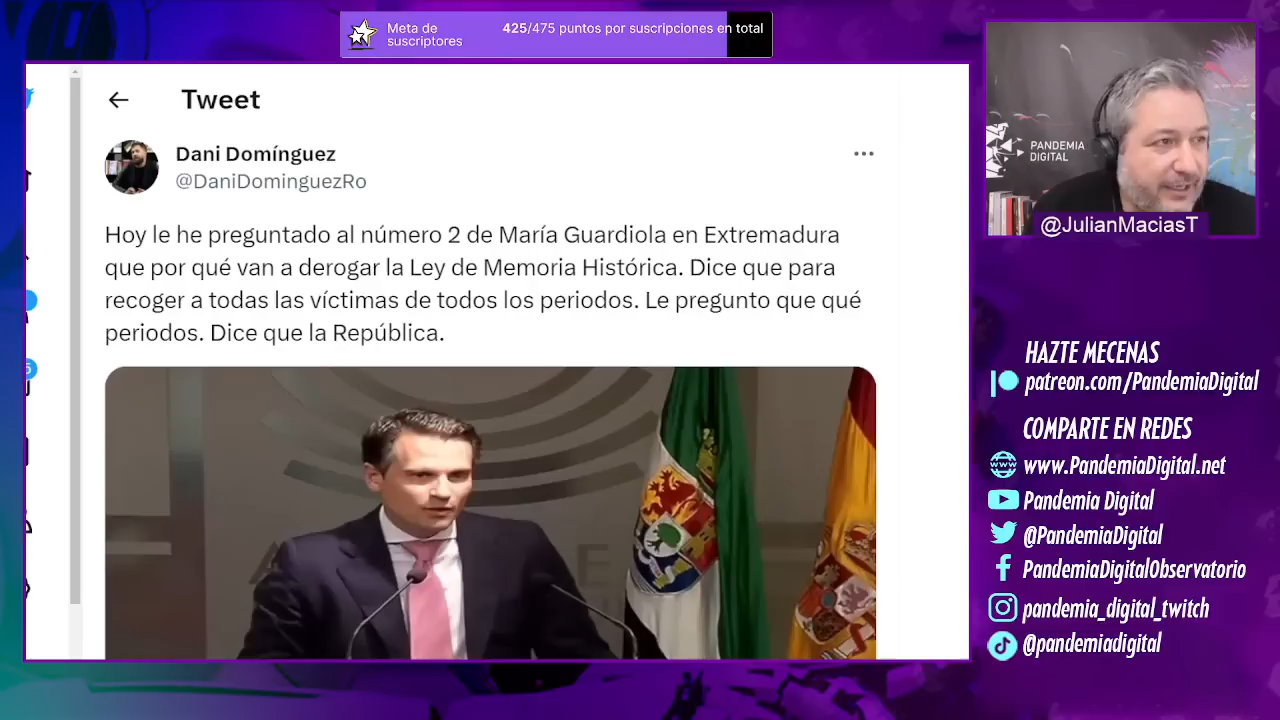 Meta de
suscriptores
425/475 puntos por suscripciones en total
Tweet
Dani Domínguez
@DaniDominguezRo
Hoy le he preguntado al número 2 de María Guardiola en Extremadura
que por qué van a derogar la Ley de Memoria Histórica. Dice que para
recoger a todas las víctimas de todos los periodos. Le pregunto que qué
periodos. Dice que la República.
PANDEMIA
DIGITAL
@JulianMaciasT
HAZTE MECENAS
patreon.com/PandemiaDigital
COMPARTE EN REDES
www.PandemiaDigital.net
Pandemia Digital
@PandemiaDigital
PandemiaDigitalObservatorio
pandemia_digital_twitch
@pandemiadigital